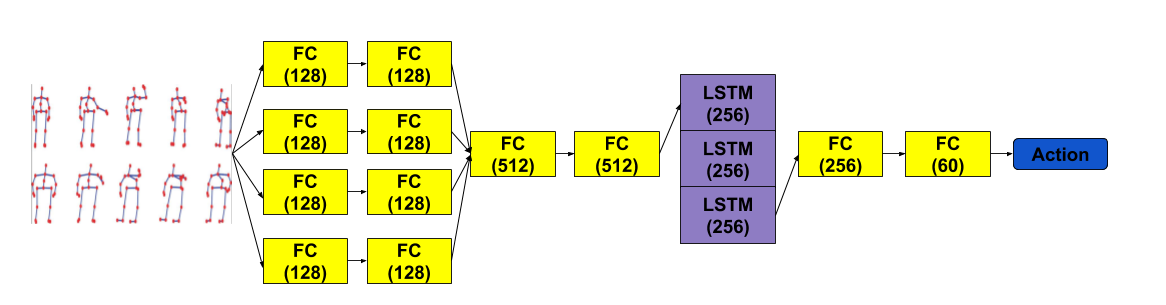 FC
(128)
FC
(128)
FC
(128)
FC
(128)
FC
(128)
FC
(128)
FC
(128)
FC
(128)
FC
(512)
FC
(512)
LSTM
(256)
LSTM
(256)
LSTM
(256)
FC
(256)
FC
(60)
Action